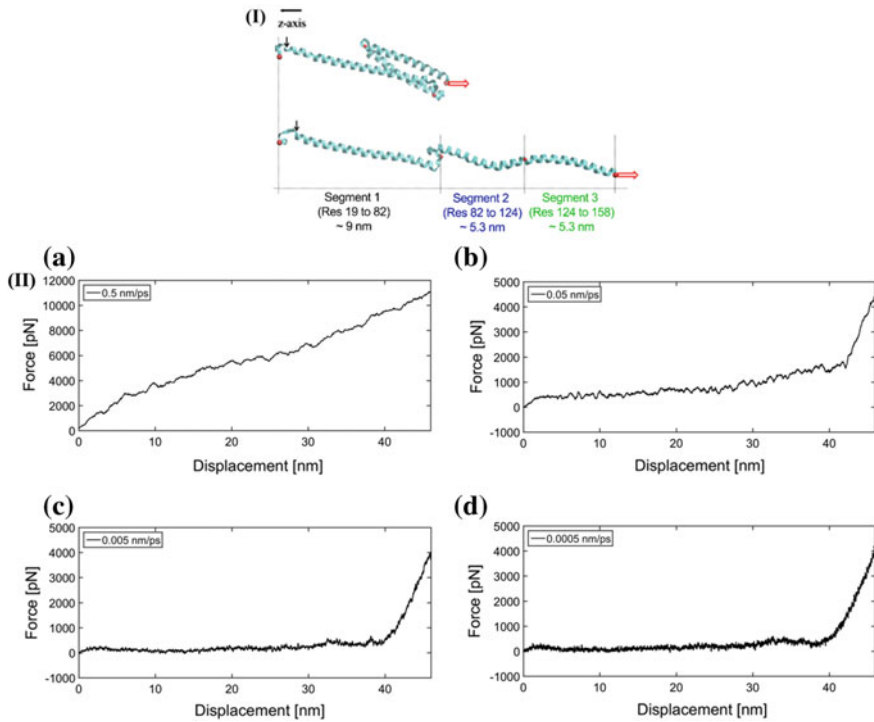 (I)
z-axis
Segment 1
(Res 19 to 82)
~ 9 nm
Segment 2
(Res 82 to 124)
~ 5.3 nm
Segment 3
(Res 124 to 158)
~ 5.3 nm
(II)
(a)
12000
10000
8000
6000
4000
2000
0
Force [pN]
0.5 nm/ps
0 10 20 30 40
Displacement [nm]
(b)
5000
4000
3000
2000
1000
0
-1000
Force [pN]
0.05 nm/ps
0 10 20 30 40
Displacement [nm]
(c)
5000
4000
3000
2000
1000
0
-1000
Force [pN]
0.005 nm/ps
0 10 20 30 40
Displacement [nm]
(d)
5000
4000
3000
2000
1000
0
-1000
Force [pN]
0.0005 nm/ps
0 10 20 30 40
Displacement [nm]